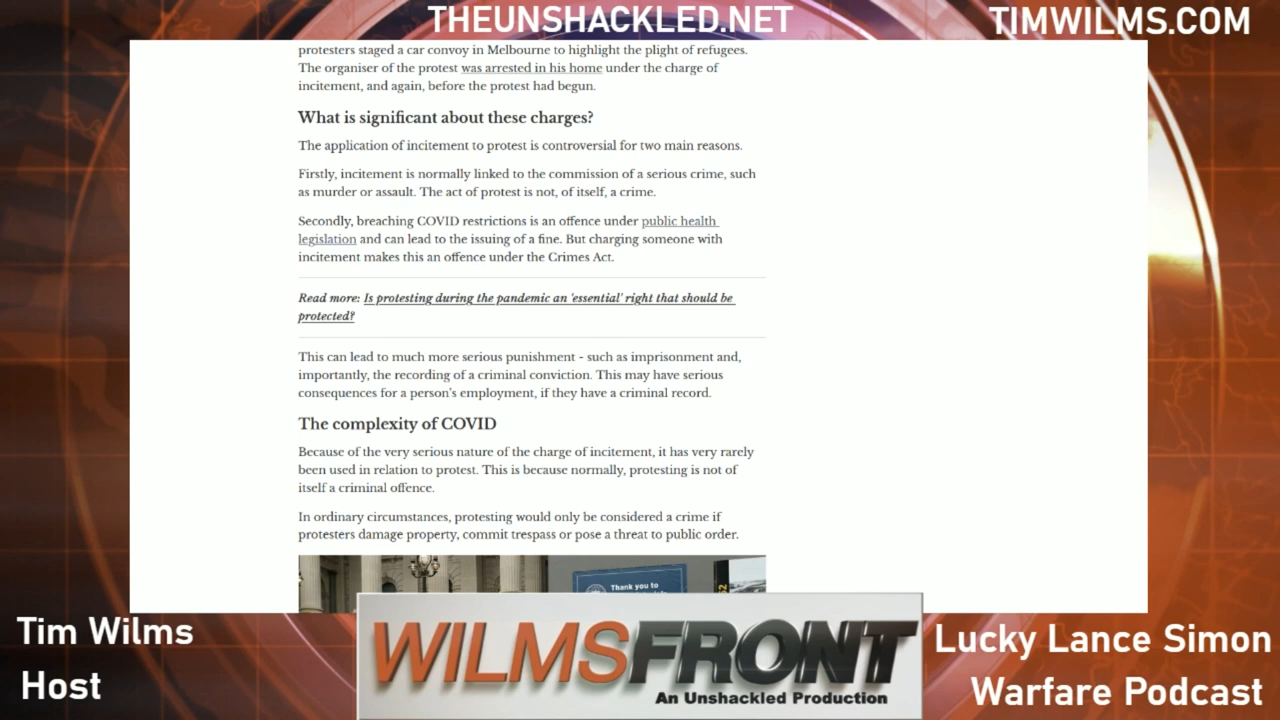 THEUNSHACKLED.NET
TIMWILMS.COM
protesters staged a car convoy in Melbourne to highlight the plight of refugees.
The organiser of the protest was arrested in his home under the charge of
incitement, and again, before the protest had begun.
What is significant about these charges?
The application of incitement to protest is controversial for two main reasons.
Firstly, incitement is normally linked to the commission of a serious crime, such
as murder or assault. The act of protest is not, of itself, a crime.
Secondly, breaching COVID restrictions is an offence under public health
legislation and can lead to the issuing of a fine. But charging someone with
incitement makes this an offence under the Crimes Act.
Read more: Is protesting during the pandemic an 'essential' right that should be
protected?
This can lead to much more serious punishment - such as imprisonment and,
importantly, the recording of a criminal conviction. This may have serious
consequences for a person's employment, if they have a criminal record.
The complexity of COVID
Because of the very serious nature of the charge of incitement, it has very rarely
been used in relation to protest. This is because normally, protesting is not of
itself a criminal offence.
In ordinary circumstances, protesting would only be considered a crime if
protesters damage property, commit trespass or pose a threat to public order.
Thank you to
Tim Wilms
Host
WILMSFRONT
An Unshackled Production
Lucky Lance Simon
Warfare Podcast